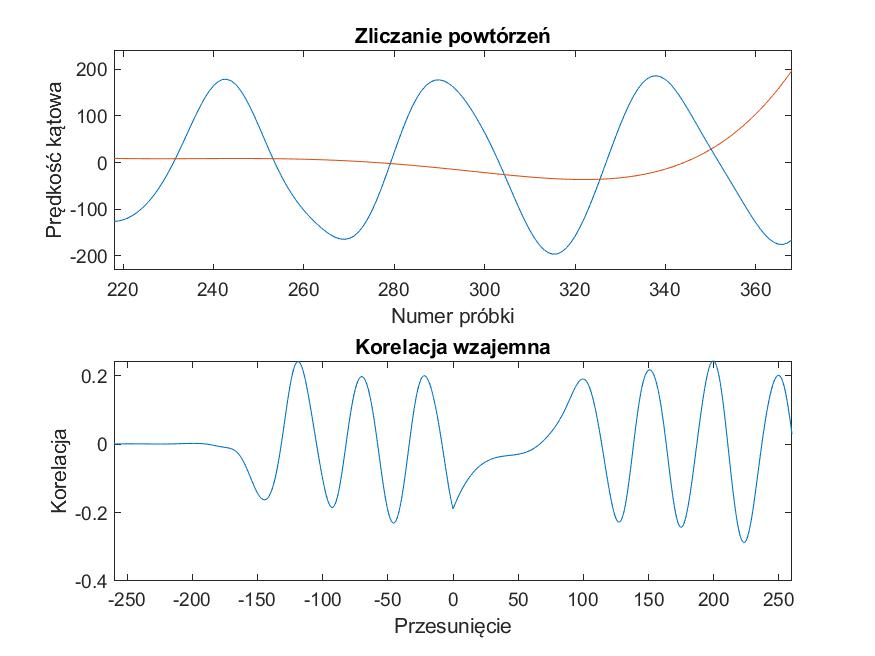 Zliczanie powtórzeń
200
100
0
-100
-200
Prędkość kątowa
220 240 260 280 300 320 340 360
Numer próbki
Korelacja wzajemna
0.2
0
-0.2
-0.4
Korelacja
-250 -200 -150 -100 -50 0 50 100 150 200 250
Przesunięcie